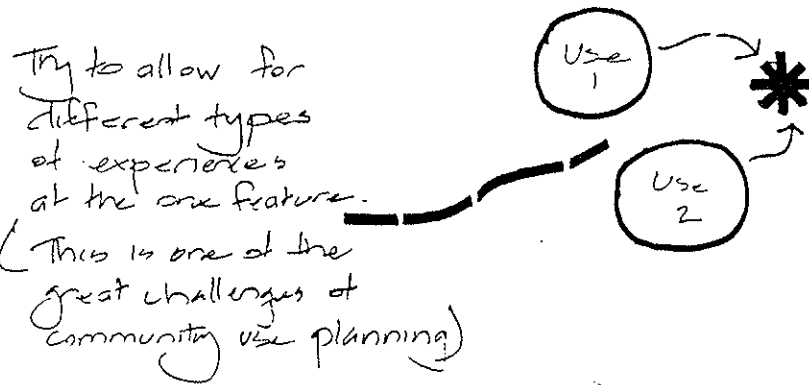 Try to allow for
different types
of experiences
at the one feature.
(This is one of the
great challenges of
community use planning)
Use
1
Use
2